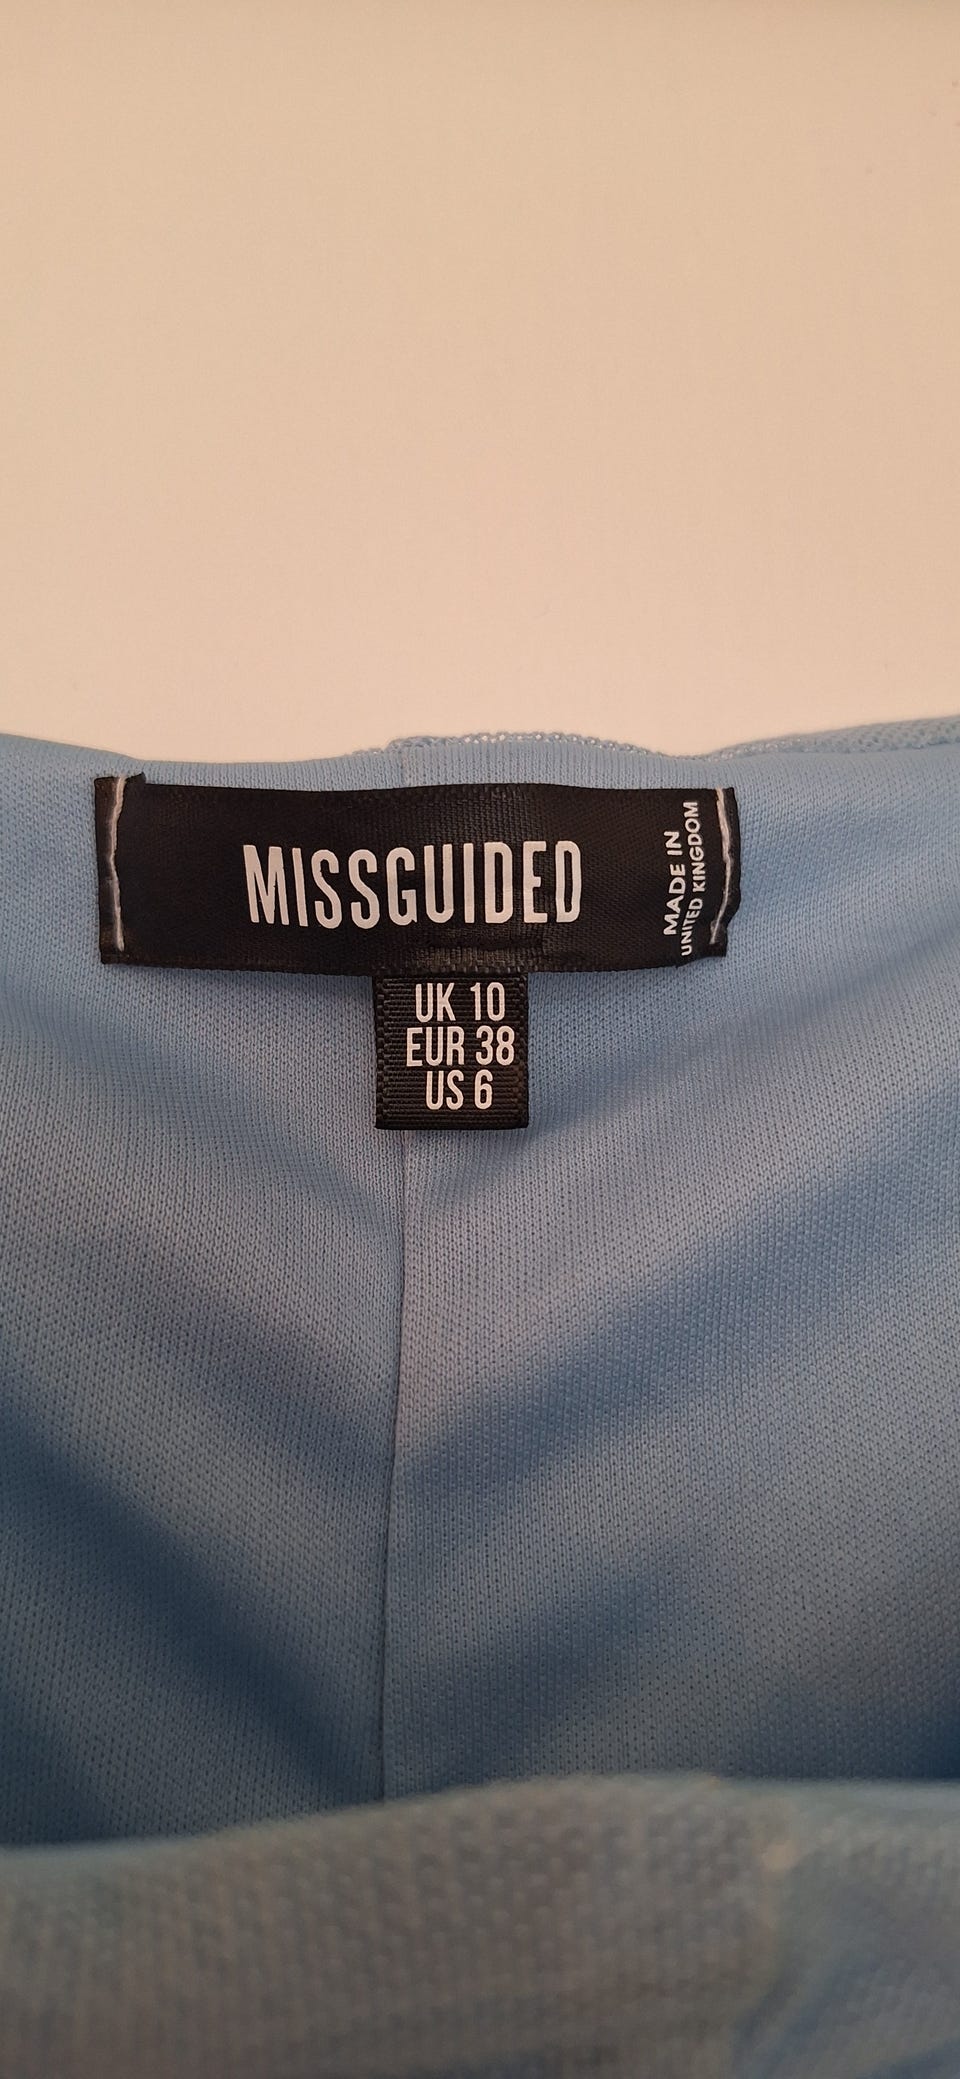 MISSGUIDED
MADE IN
UNITED KINGDOM
UK 10
EUR 38
US 6